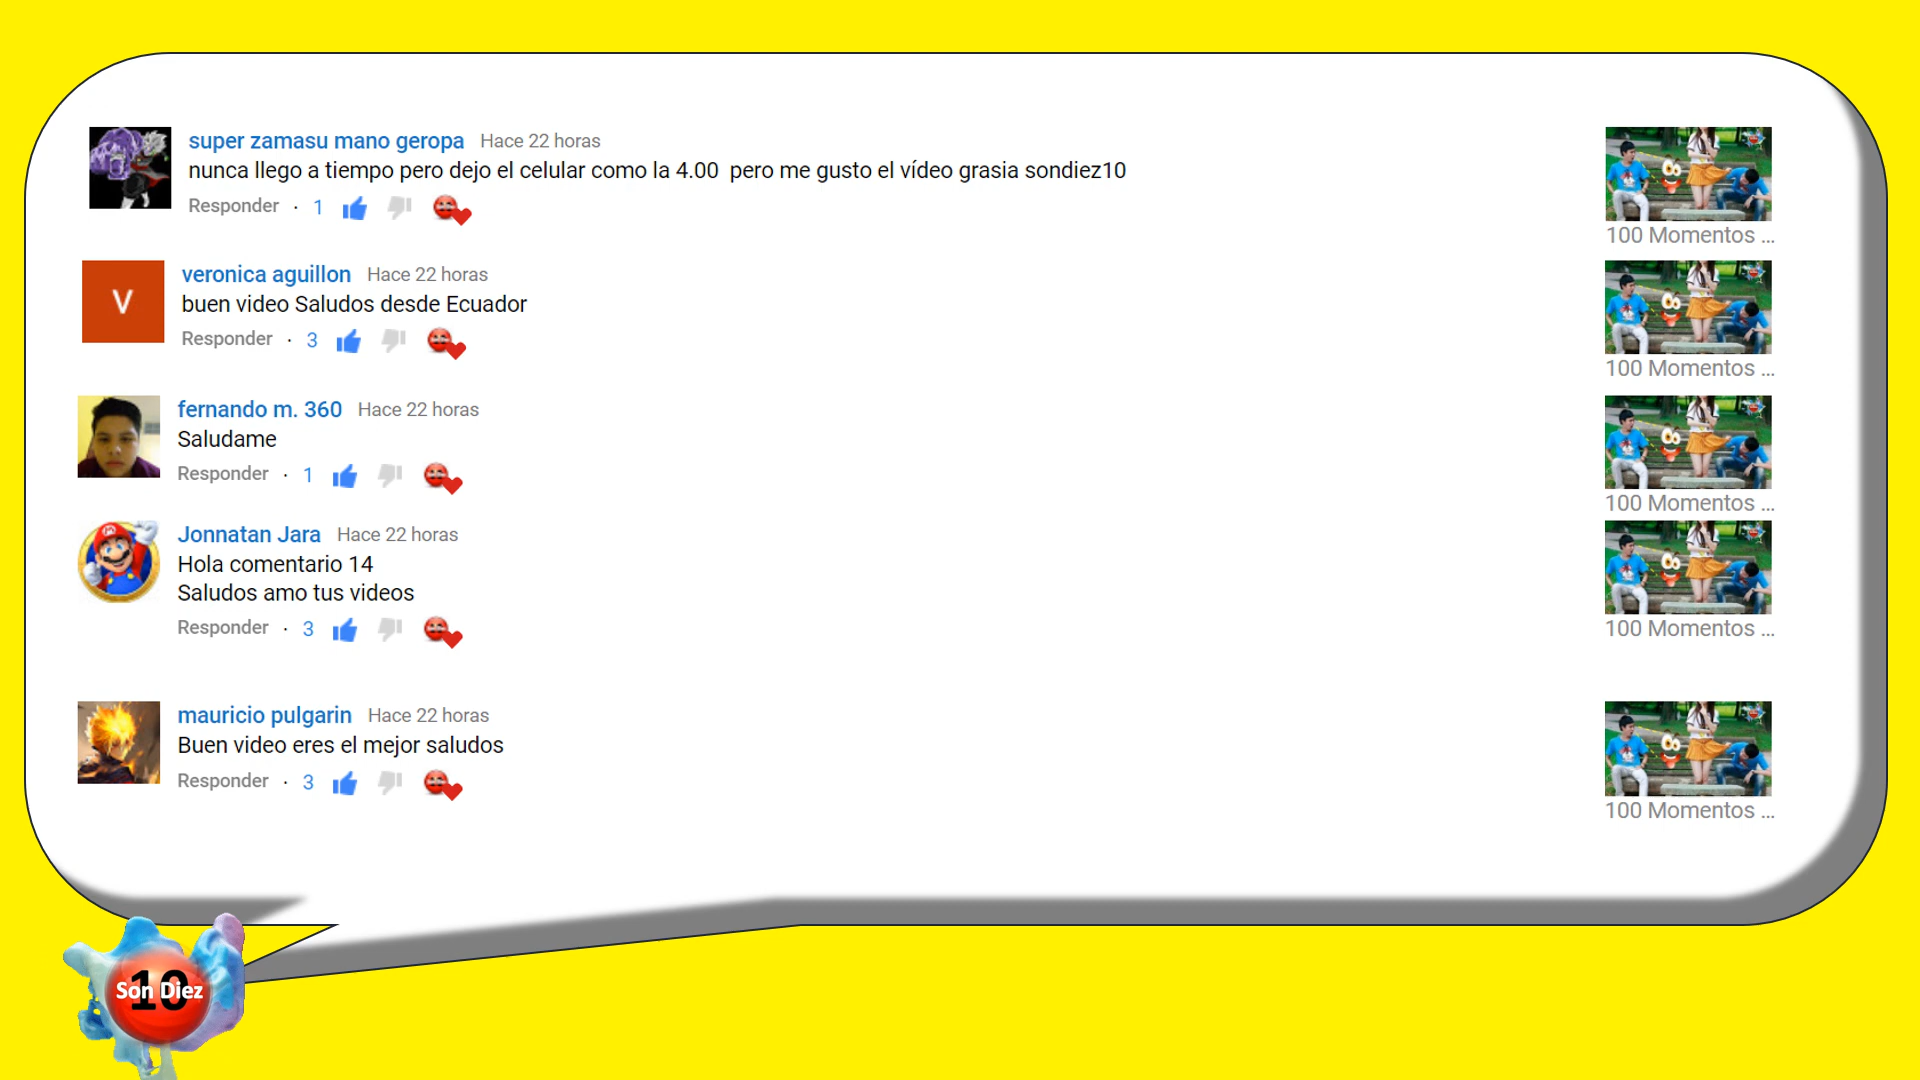 super zamasu mano geropa Hace 22 horas
nunca llego a tiempo pero dejo el celular como la 4.00 pero me gusto el vídeo grasia sondiez10
Responder · 1
100 Momentos ...
V
veronica aguillon Hace 22 horas
buen video Saludos desde Ecuador
Responder · 3
100 Momentos ...
fernando m. 360 Hace 22 horas
Saludame
Responder · 1
100 Momentos ...
Jonnatan Jara Hace 22 horas
Hola comentario 14
Saludos amo tus videos
Responder · 3
100 Momentos ...
mauricio pulgarin Hace 22 horas
Buen video eres el mejor saludos
Responder · 3
100 Momentos ...
10
Son Diez